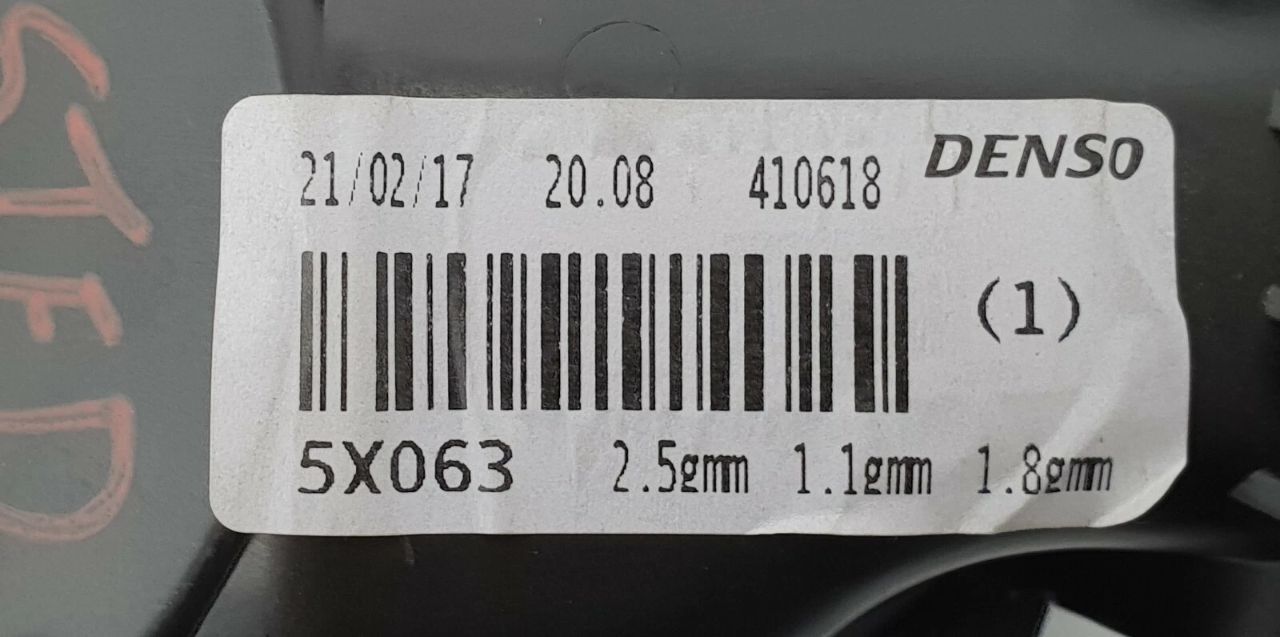 21/02/17 20.08 410618 DENSO
(1)
5X063 2.5gmm 1.1gmm 1.8gmm